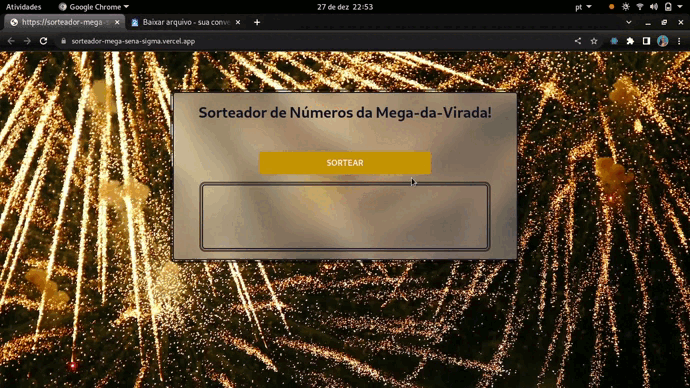 Atividades
Google Chrome
27 de dez 22:53
pt
https://sorteador-mega-s
Baixar arquivo - sua conv
sorteador-mega-sena-sigma.vercel.app
Sorteador de Números da Mega-da-Virada!
SORTEAR